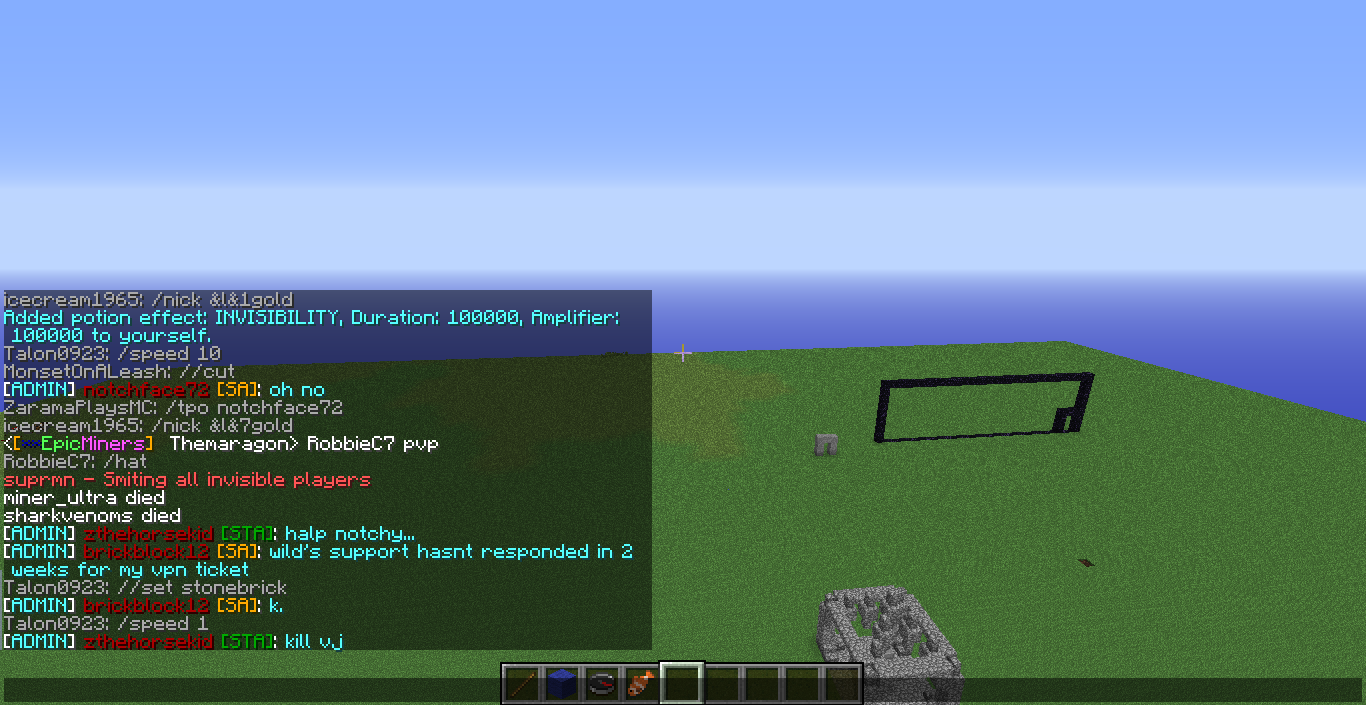 icecream1965: /nick &l&1gold
Added potion effect: INVISIBILITY, Duration: 100000, Amplifier:
100000 to yourself.
Talon0923: /speed 10
MonsetOnALeash: //cut
[ADMIN] notchface72 [SA]: oh no
ZaramaPlaysMC: /tpo notchface72
icecream1965: /nick &l&7gold
<[EpicMiners] Themaragon> RobbieC7 pvp
RobbieC7: /hat
suprmn - Smiting all invisible players
miner_ultra died
sharkvenoms died
[ADMIN] zthehorsekid [STA]: halp notchy...
[ADMIN] brickblock12 [SA]: wild's support hasnt responded in 2
weeks for my vpn ticket
Talon0923: //set stonebrick
[ADMIN] brickblock12 [SA]: k.
Talon0923: /speed 1
[ADMIN] zthehorsekid [STA]: kill vj